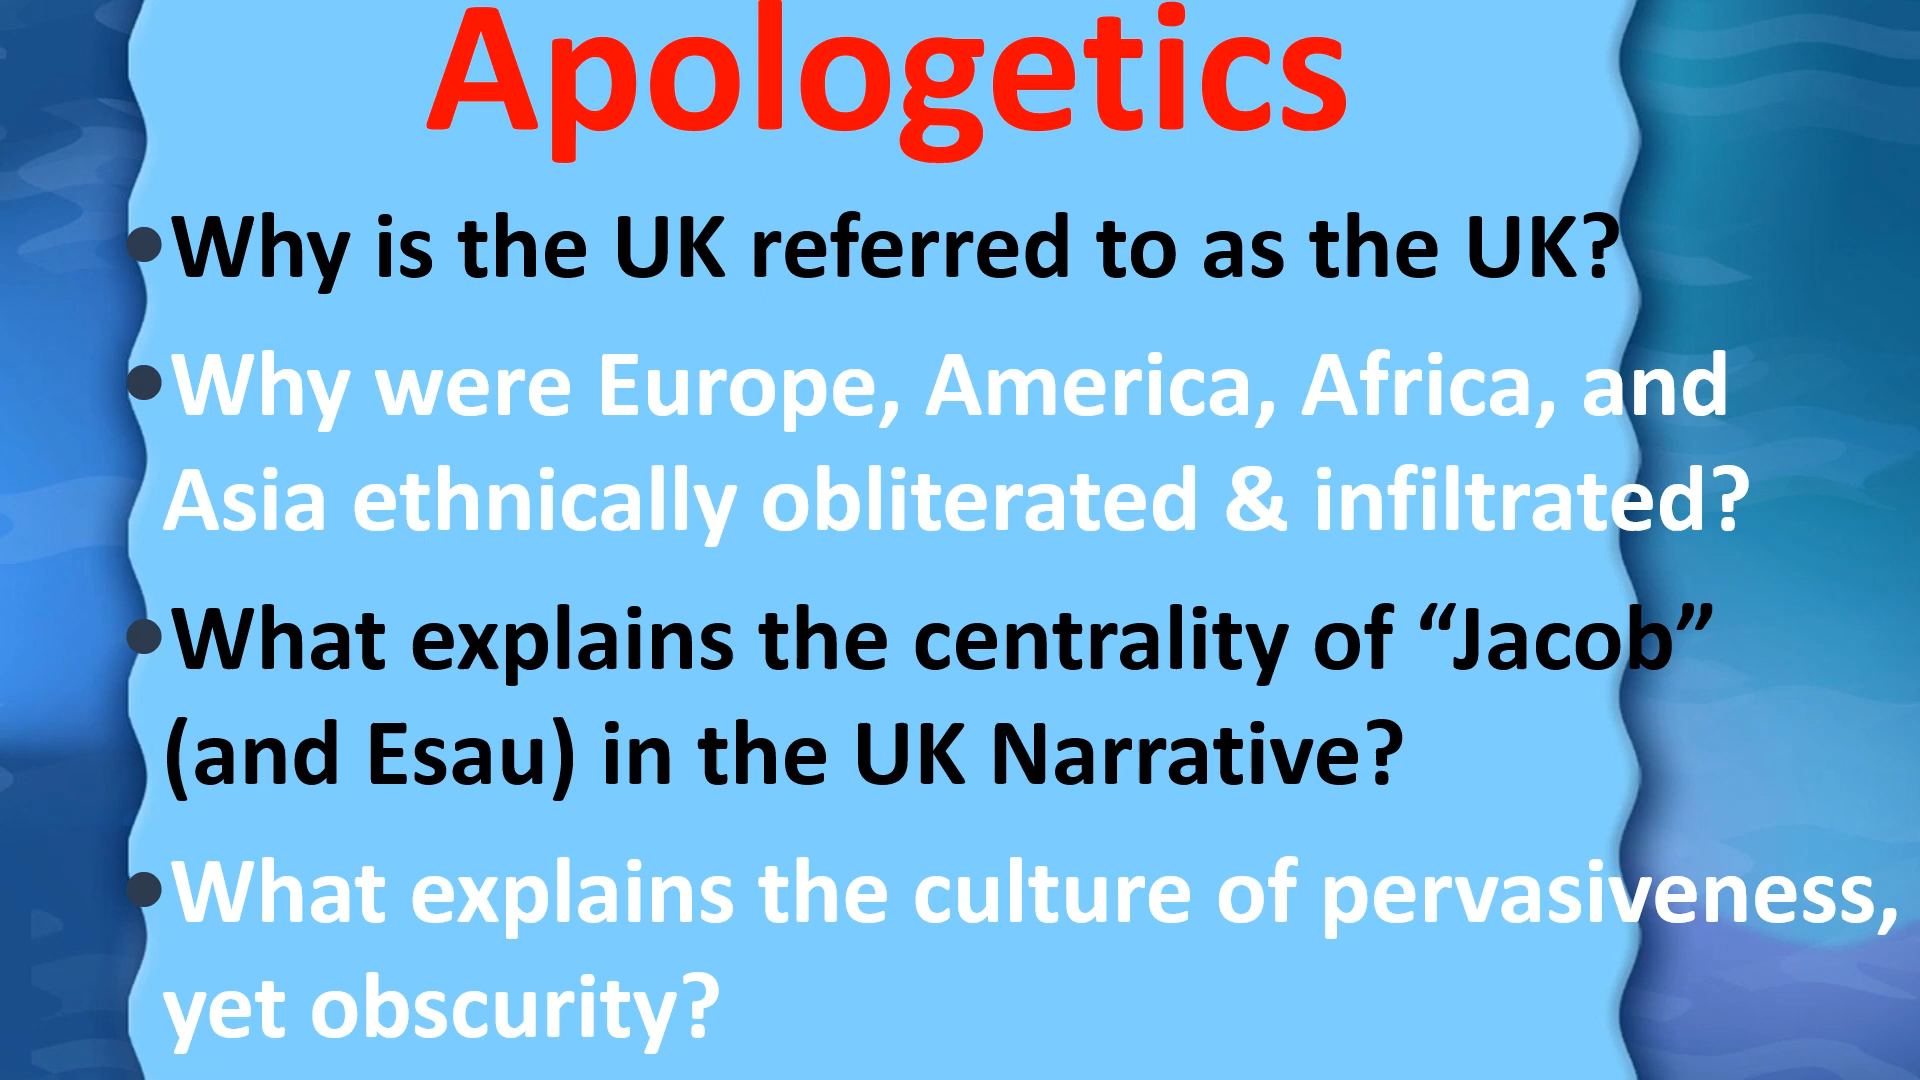 Apologetics
•Why is the UK referred to as the UK?
•Why were Europe, America, Africa, and
Asia ethnically obliterated & infiltrated?
•What explains the centrality of “Jacob”
(and Esau) in the UK Narrative?
•What explains the culture of pervasiveness,
yet obscurity?